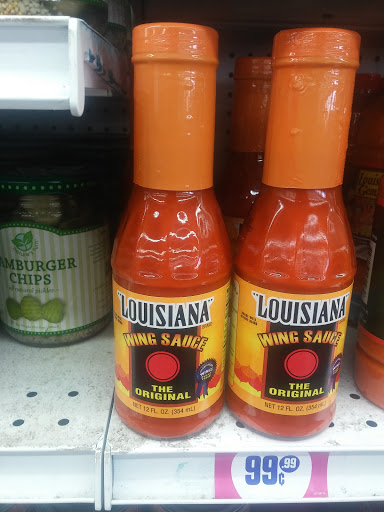 HAMBURGER
CHIPS
"LOUISIANA"
WING SAUCE
THE
ORIGINAL
NET 12 FL. OZ. (354 mL)
"LOUISIANA"
WING SAUCE
THE
ORIGINAL
NET 12 FL. OZ. (354 mL)
99¢ .99